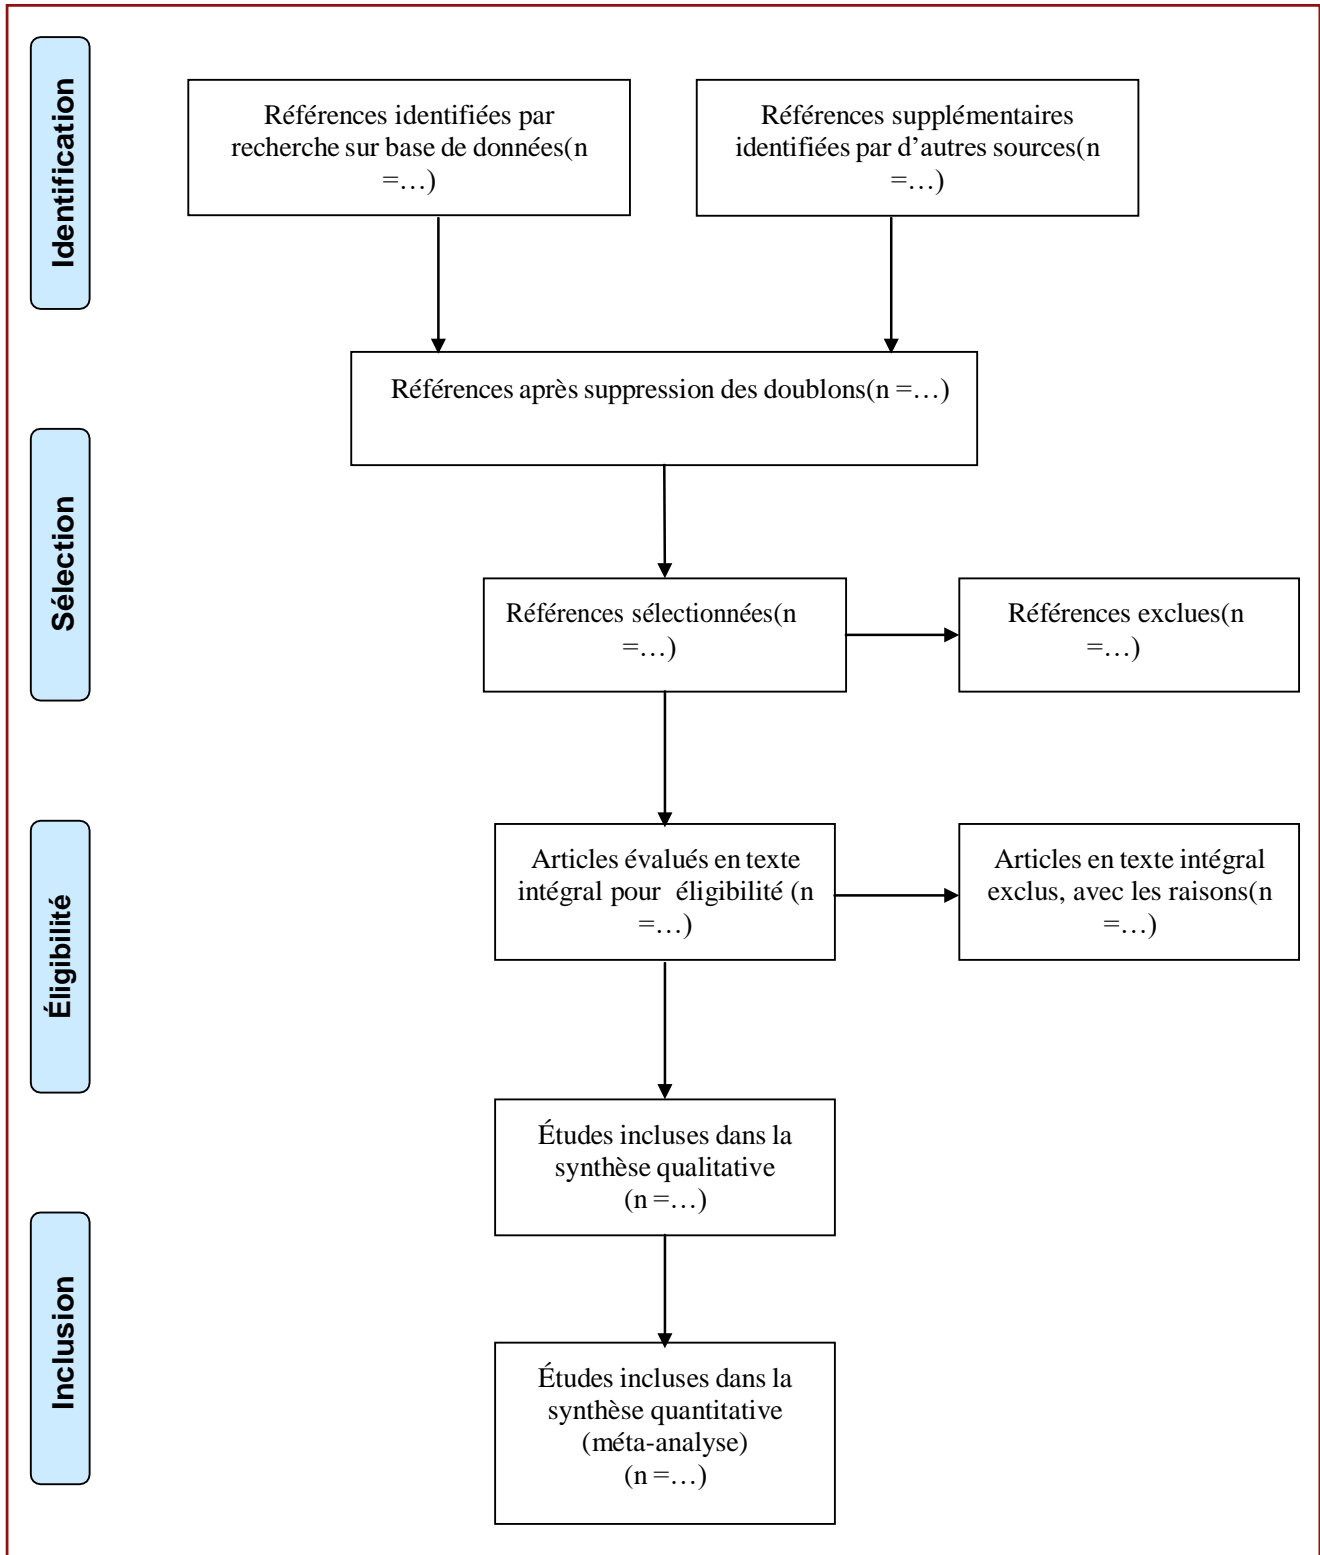 Identification
Références identifiées par
recherche sur base de données(n
=…)
Références supplémentaires
identifiées par d’autres sources(n
=…)
Références après suppression des doublons(n =…)
Sélection
Références sélectionnées(n
=…)
Références exclues(n
=…)
Éligibilité
Articles évalués en texte
intégral pour éligibilité (n
=…)
Articles en texte intégral
exclus, avec les raisons(n
=…)
Études incluses dans la
synthèse qualitative
(n =…)
Inclusion
Études incluses dans la
synthèse quantitative
(méta-analyse)
(n =…)